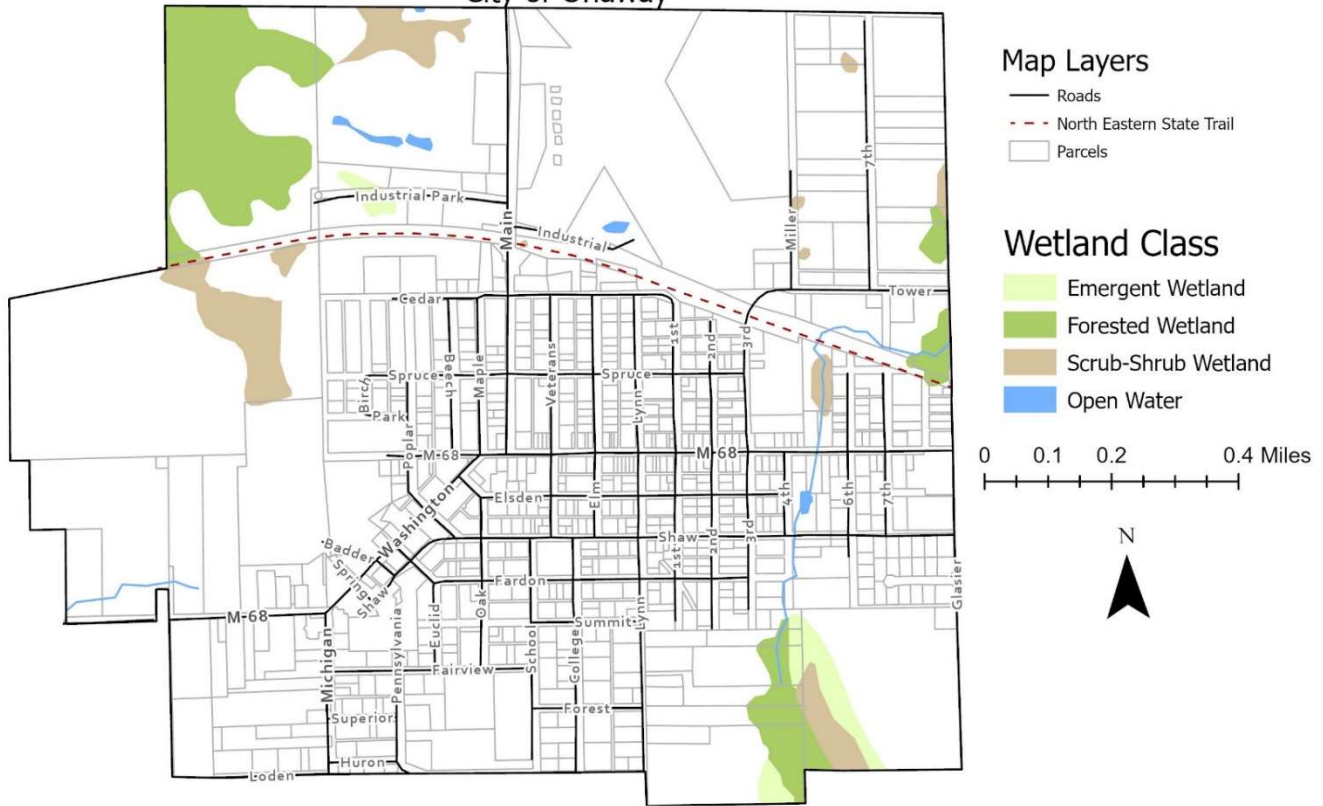 City of Onaway
Map Layers
Roads
North Eastern State Trail
Parcels
Wetland Class
Emergent Wetland
Forested Wetland
Scrub-Shrub Wetland
Open Water
0 0.1 0.2 0.4 Miles
N
Industrial Park
Main
Industrial
Miller
7th
Tower
Cedar
Beech
Maple
Veterans
Lynn
1st
2nd
3rd
Spruce
Spruce
Birch
Park
Poplar
M-68
M 68
Washington
Elsden
Elm
4th
6th
7th
Shaw
1st
2nd
3rd
Badder
Spring
Shaw
Fardon
Glasier
M-68
Michigan
Pennsylvania
Euclid
Oak
Summit
Lynn
School
College
Fairview
Superior
Forest
Huron
Loden